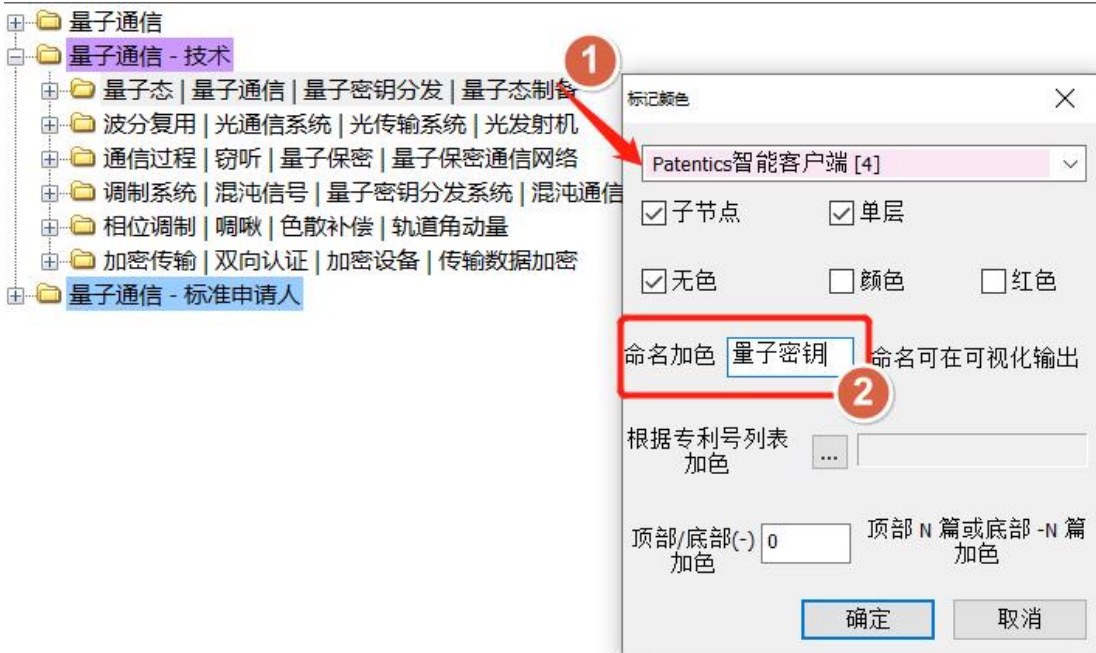 量子通信
量子通信 - 技术
量子态 | 量子通信 | 量子密钥分发 | 量子态制备
波分复用 | 光通信系统 | 光传输系统 | 光发射机
通信过程 | 窃听 | 量子保密 | 量子保密通信网络
调制系统 | 混沌信号 | 量子密钥分发系统 | 混沌通信
相位调制 | 啁啾 | 色散补偿 | 轨道角动量
加密传输 | 双向认证 | 加密设备 | 传输数据加密
量子通信 - 标准申请人
1
标记颜色
Patentics智能客户端 [4]
子节点 单层
无色 颜色 红色
命名加色 量子密钥 命名可在可视化输出
2
根据专利号列表
加色
...
顶部/底部(-)
加色
0
顶部 N 篇或底部 -N 篇
加色
确定 取消